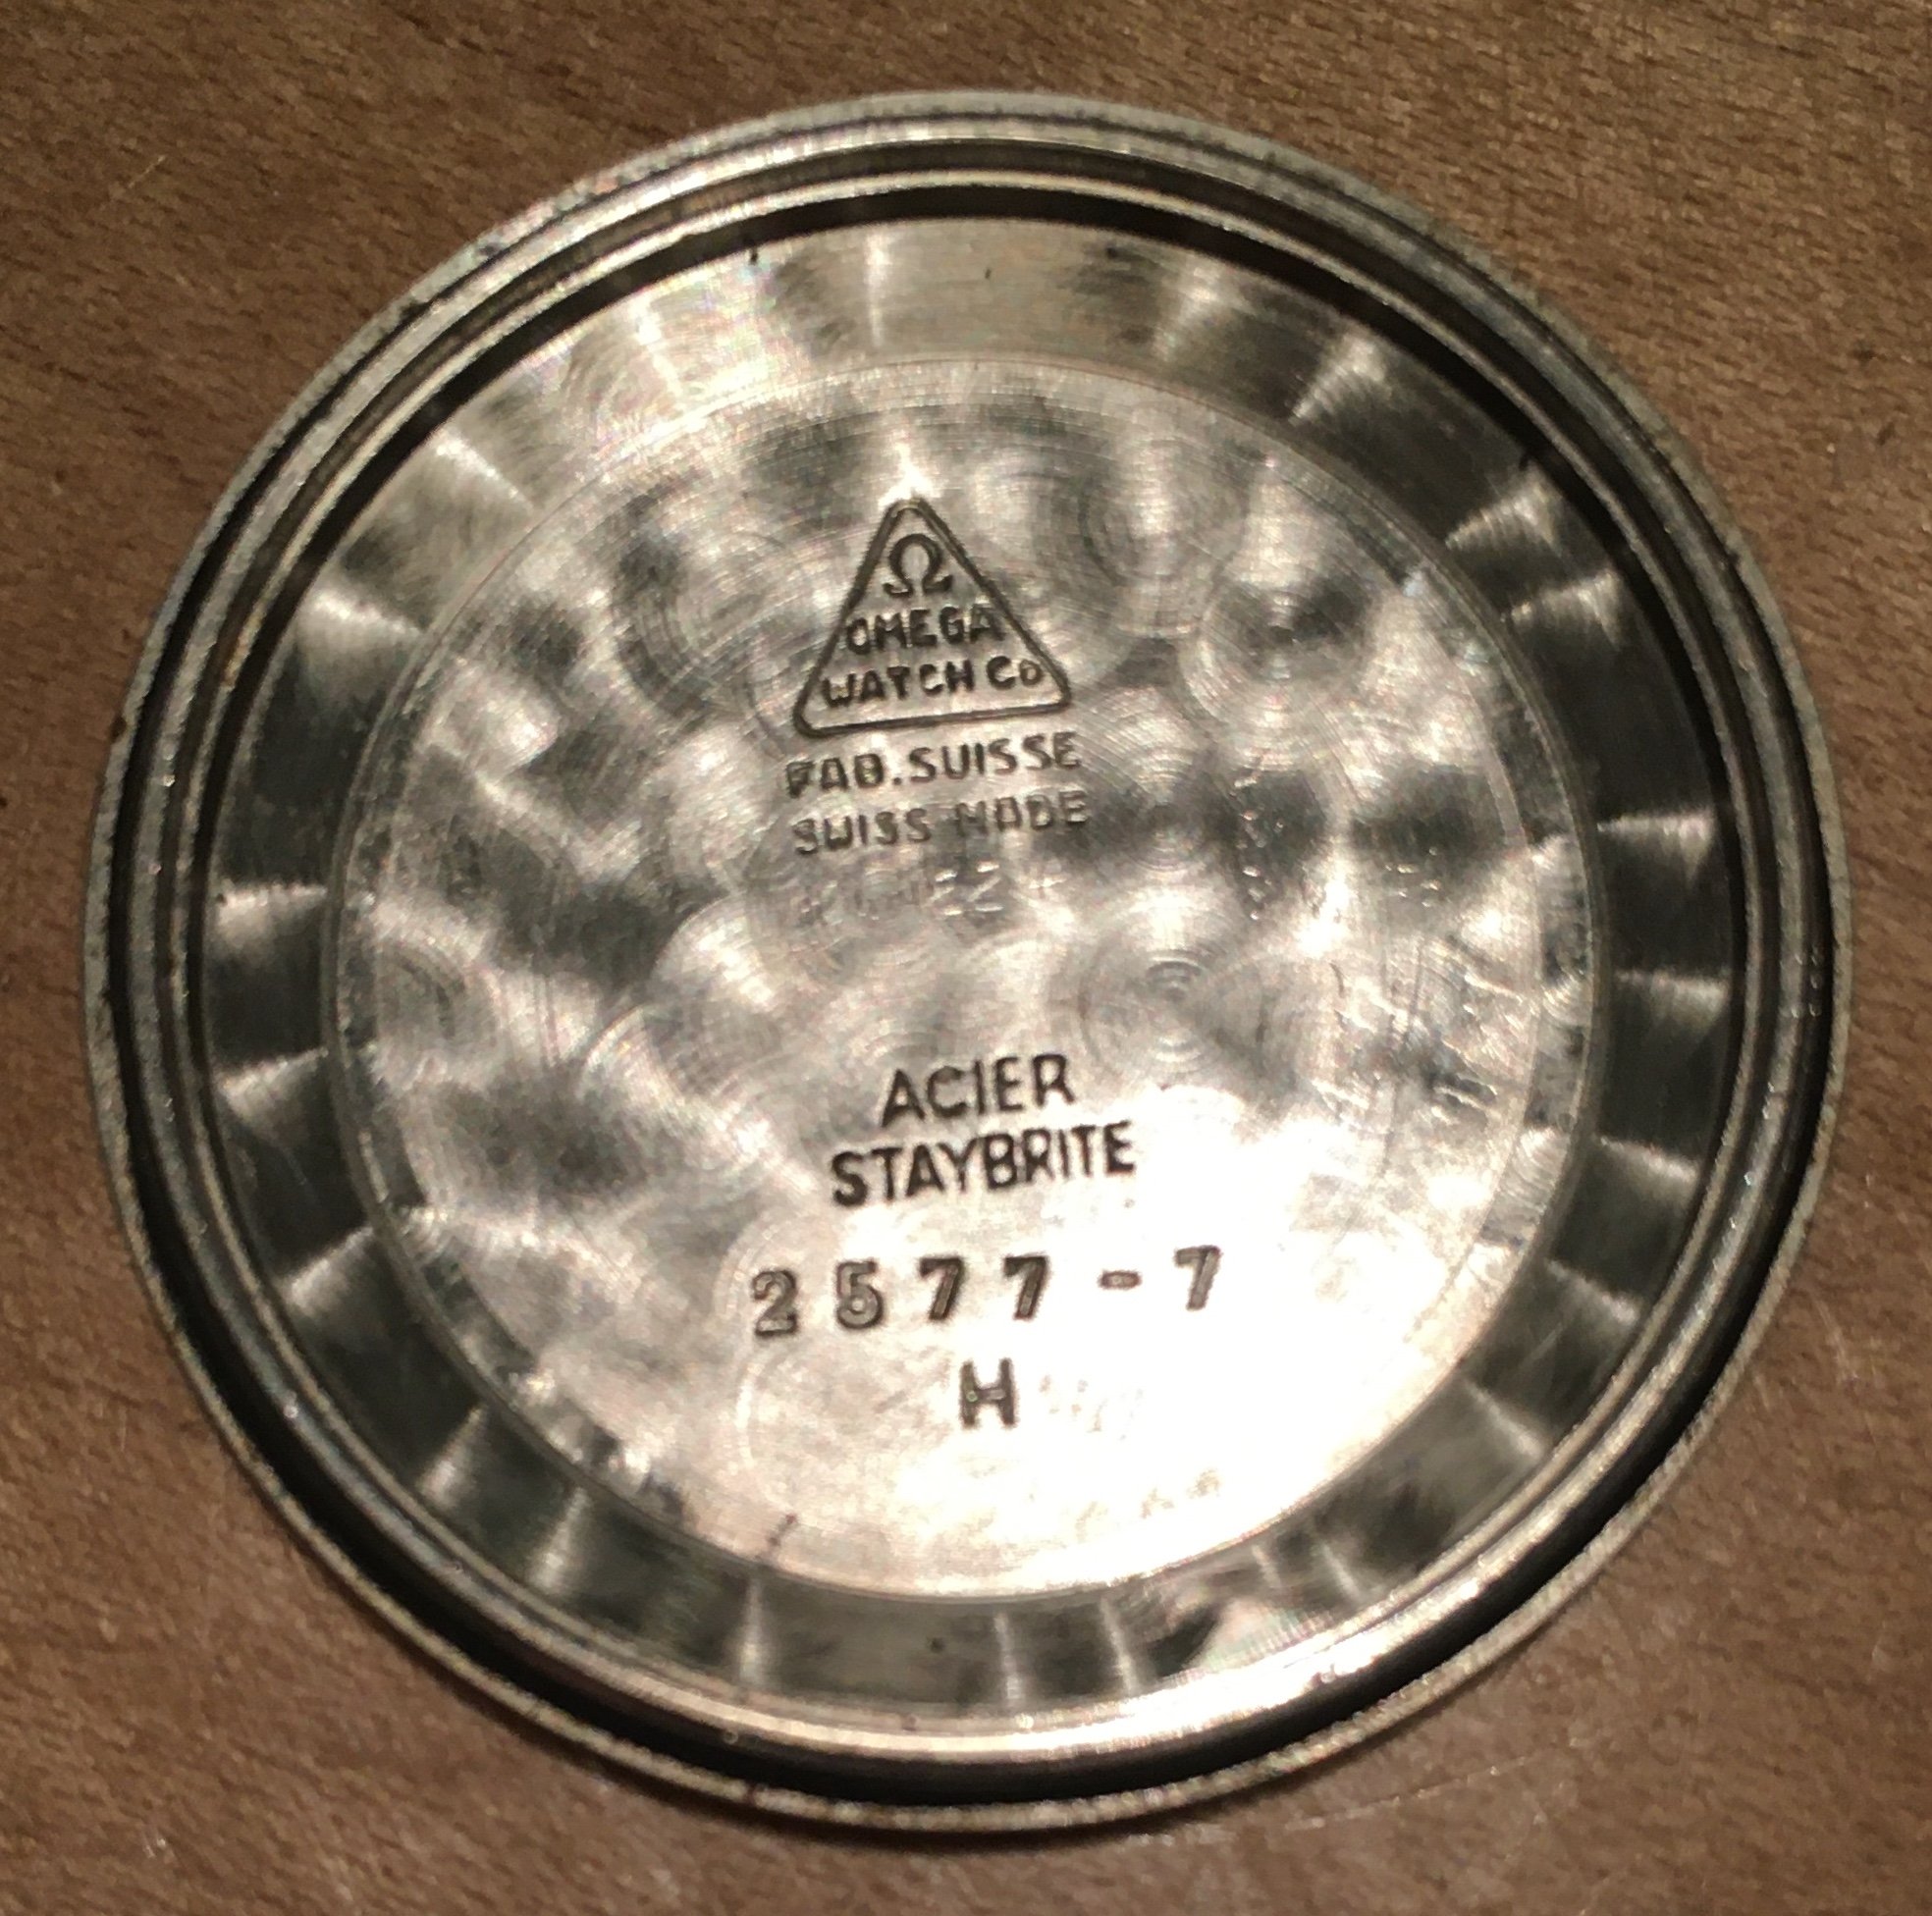 Ω
OMEGA
WATCH CO
FAB. SUISSE
SWISS MADE
ACIER
STAYBRITE
2577-7
H